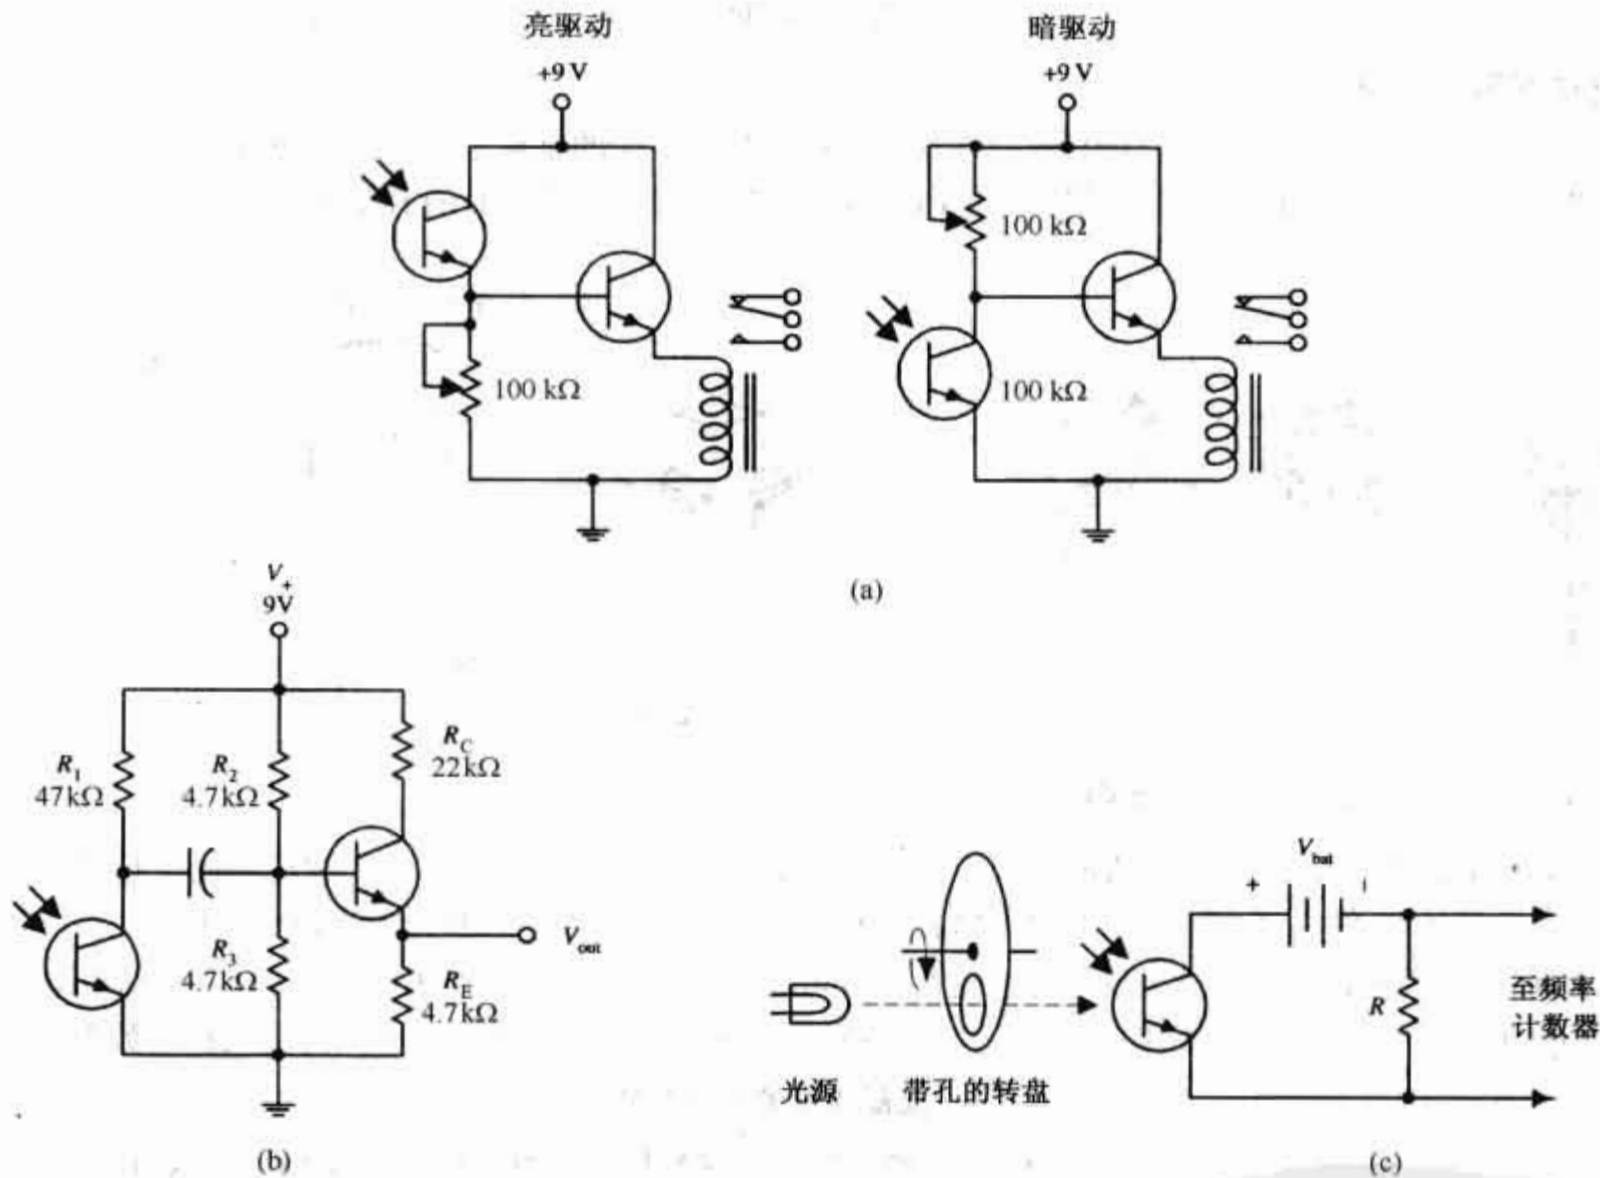 亮驱动
+9 V
100 kΩ
暗驱动
+9 V
100 kΩ
100 kΩ
(a)
V+
9V
R1
47kΩ
R2
4.7kΩ
RC
22kΩ
R3
4.7kΩ
RE
4.7kΩ
Vout
(b)
光源
带孔的转盘
+
Vbat
R
至频率
计数器
(c)